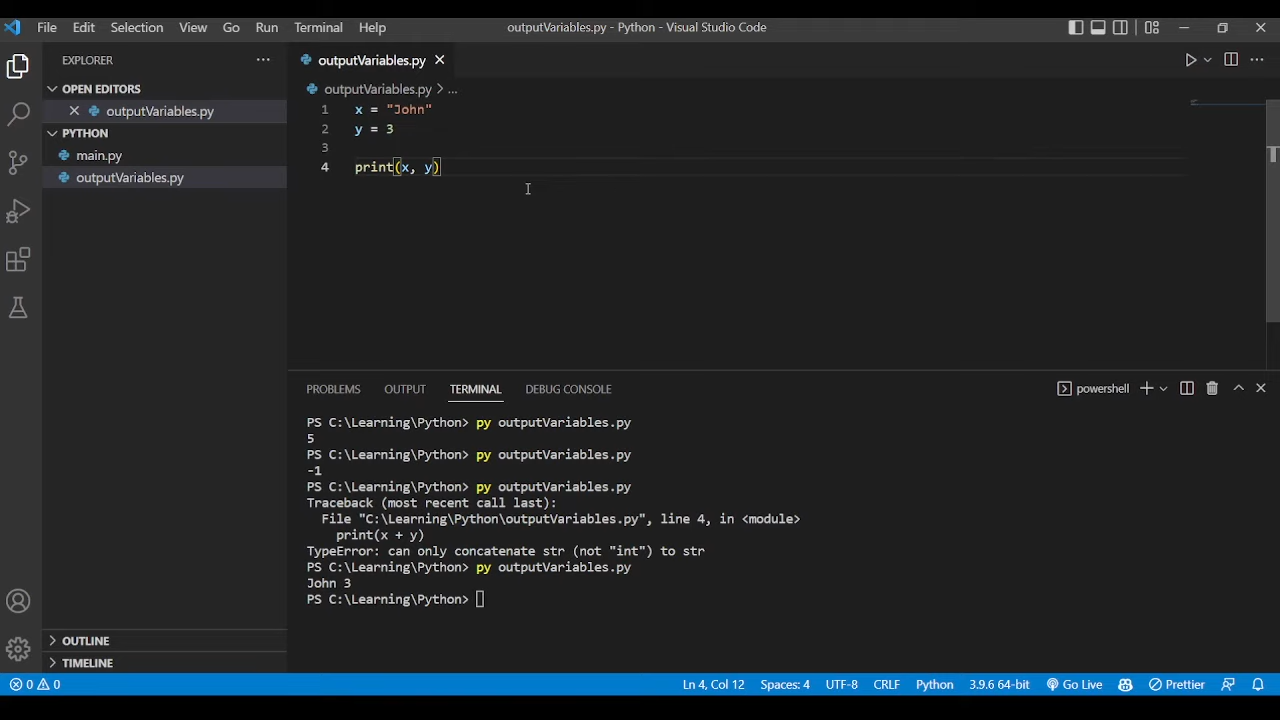 File Edit Selection View Go Run Terminal Help outputVariables.py - Python - Visual Studio Code
EXPLORER ...
OPEN EDITORS
outputVariables.py
PYTHON
main.py
outputVariables.py
OUTLINE
TIMELINE
outputVariables.py
outputVariables.py > ...
1 x = "John"
2 y = 3
3
4 print(x, y)
PROBLEMS OUTPUT TERMINAL DEBUG CONSOLE powershell
PS C:\Learning\Python> py outputVariables.py
5
PS C:\Learning\Python> py outputVariables.py
-1
PS C:\Learning\Python> py outputVariables.py
Traceback (most recent call last):
File "C:\Learning\Python\outputVariables.py", line 4, in <module>
print(x + y)
TypeError: can only concatenate str (not "int") to str
PS C:\Learning\Python> py outputVariables.py
John 3
PS C:\Learning\Python>
0 0 Ln 4, Col 12 Spaces: 4 UTF-8 CRLF Python 3.9.6 64-bit Go Live Prettier